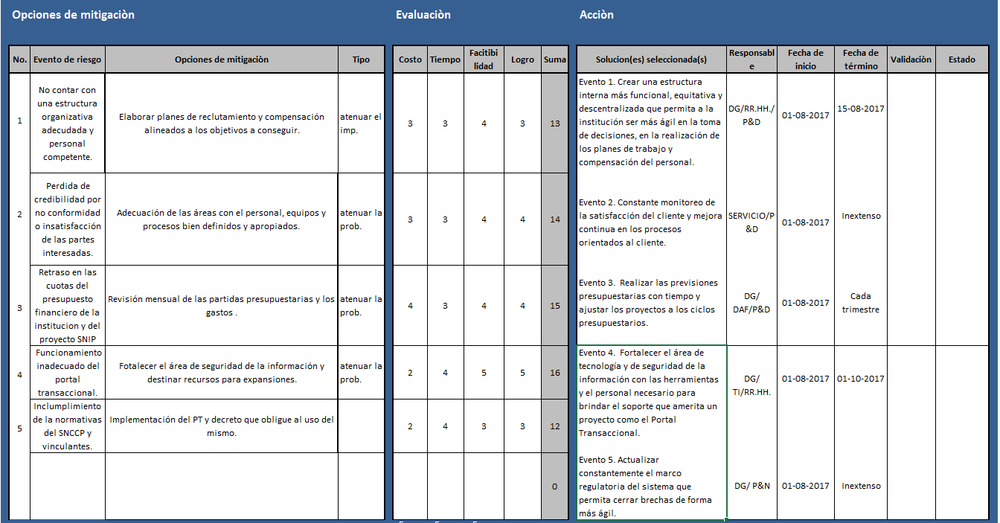 Opciones de mitigaciòn
Evaluaciòn
Acciòn
No.
Evento de riesgo
Opciones de mitigaciòn
Tipo
Costo
Tiempo
Facitibi
lidad
Logro
Suma
Solucion(es) seleccionada(s)
Responsabl
e
Fecha de
inicio
Fecha de
término
Validaciòn
Estado
1
No contar con
una estructura
organizativa
adecudada y
personal
competente.
Elaborar planes de reclutamiento y compensación
alineados a los objetivos a conseguir.
atenuar el
imp.
3
3
4
3
13
Evento 1. Crear una estructura
interna más funcional, equitativa y
descentralizada que permita a la
institución ser más ágil en la toma
de decisiones, en la realización de
los planes de trabajo y
compensación del personal.
DG/RR.HH./
P&D
01-08-2017
15-08-2017
2
Perdida de
credibilidad por
no conformidad
o insatisfacción
de las partes
interesadas.
Adecuación de las áreas con el personal, equipos y
procesos bien definidos y apropiados.
atenuar la
prob.
3
3
4
4
14
Evento 2. Constante monitoreo de
la satisfacción del cliente y mejora
continua en los procesos
orientados al cliente.
SERVICIO/P
&D
01-08-2017
Inextenso
3
Retraso en las
cuotas del
presupuesto
financiero de la
institucion y del
proyecto SNIP
Revisión mensual de las partidas presupuestarias y los
gastos .
atenuar la
prob.
4
3
4
4
15
Evento 3.  Realizar las previsiones
presupuestarias con tiempo y
ajustar los proyectos a los ciclos
presupuestarios.
DG/
DAF/P&D
01-08-2017
Cada
trimestre
4
Funcionamiento
inadecuado del
portal
transaccional.
Fotalecer el área de seguridad de la información y
destinar recursos para expansiones.
atenuar la
prob.
2
4
5
5
16
Evento 4.  Fortalecer el área de
tecnología y de seguridad de la
información con las herramientas
y el personal necesario para
brindar el soporte que amerita un
proyecto como el Portal
Transaccional.
DG/
TI/RR.HH.
01-08-2017
01-10-2017
5
Inclumplimiento
de la normativas
del SNCCP y
vinculantes.
Implementación del PT y decreto que obligue al uso del
mismo.
2
4
3
3
12
0
Evento 5. Actualizar
constantemente el marco
regulatoria del sistema que
permita cerrar brechas de forma
más ágil.
DG/ P&N
01-08-2017
Inextenso